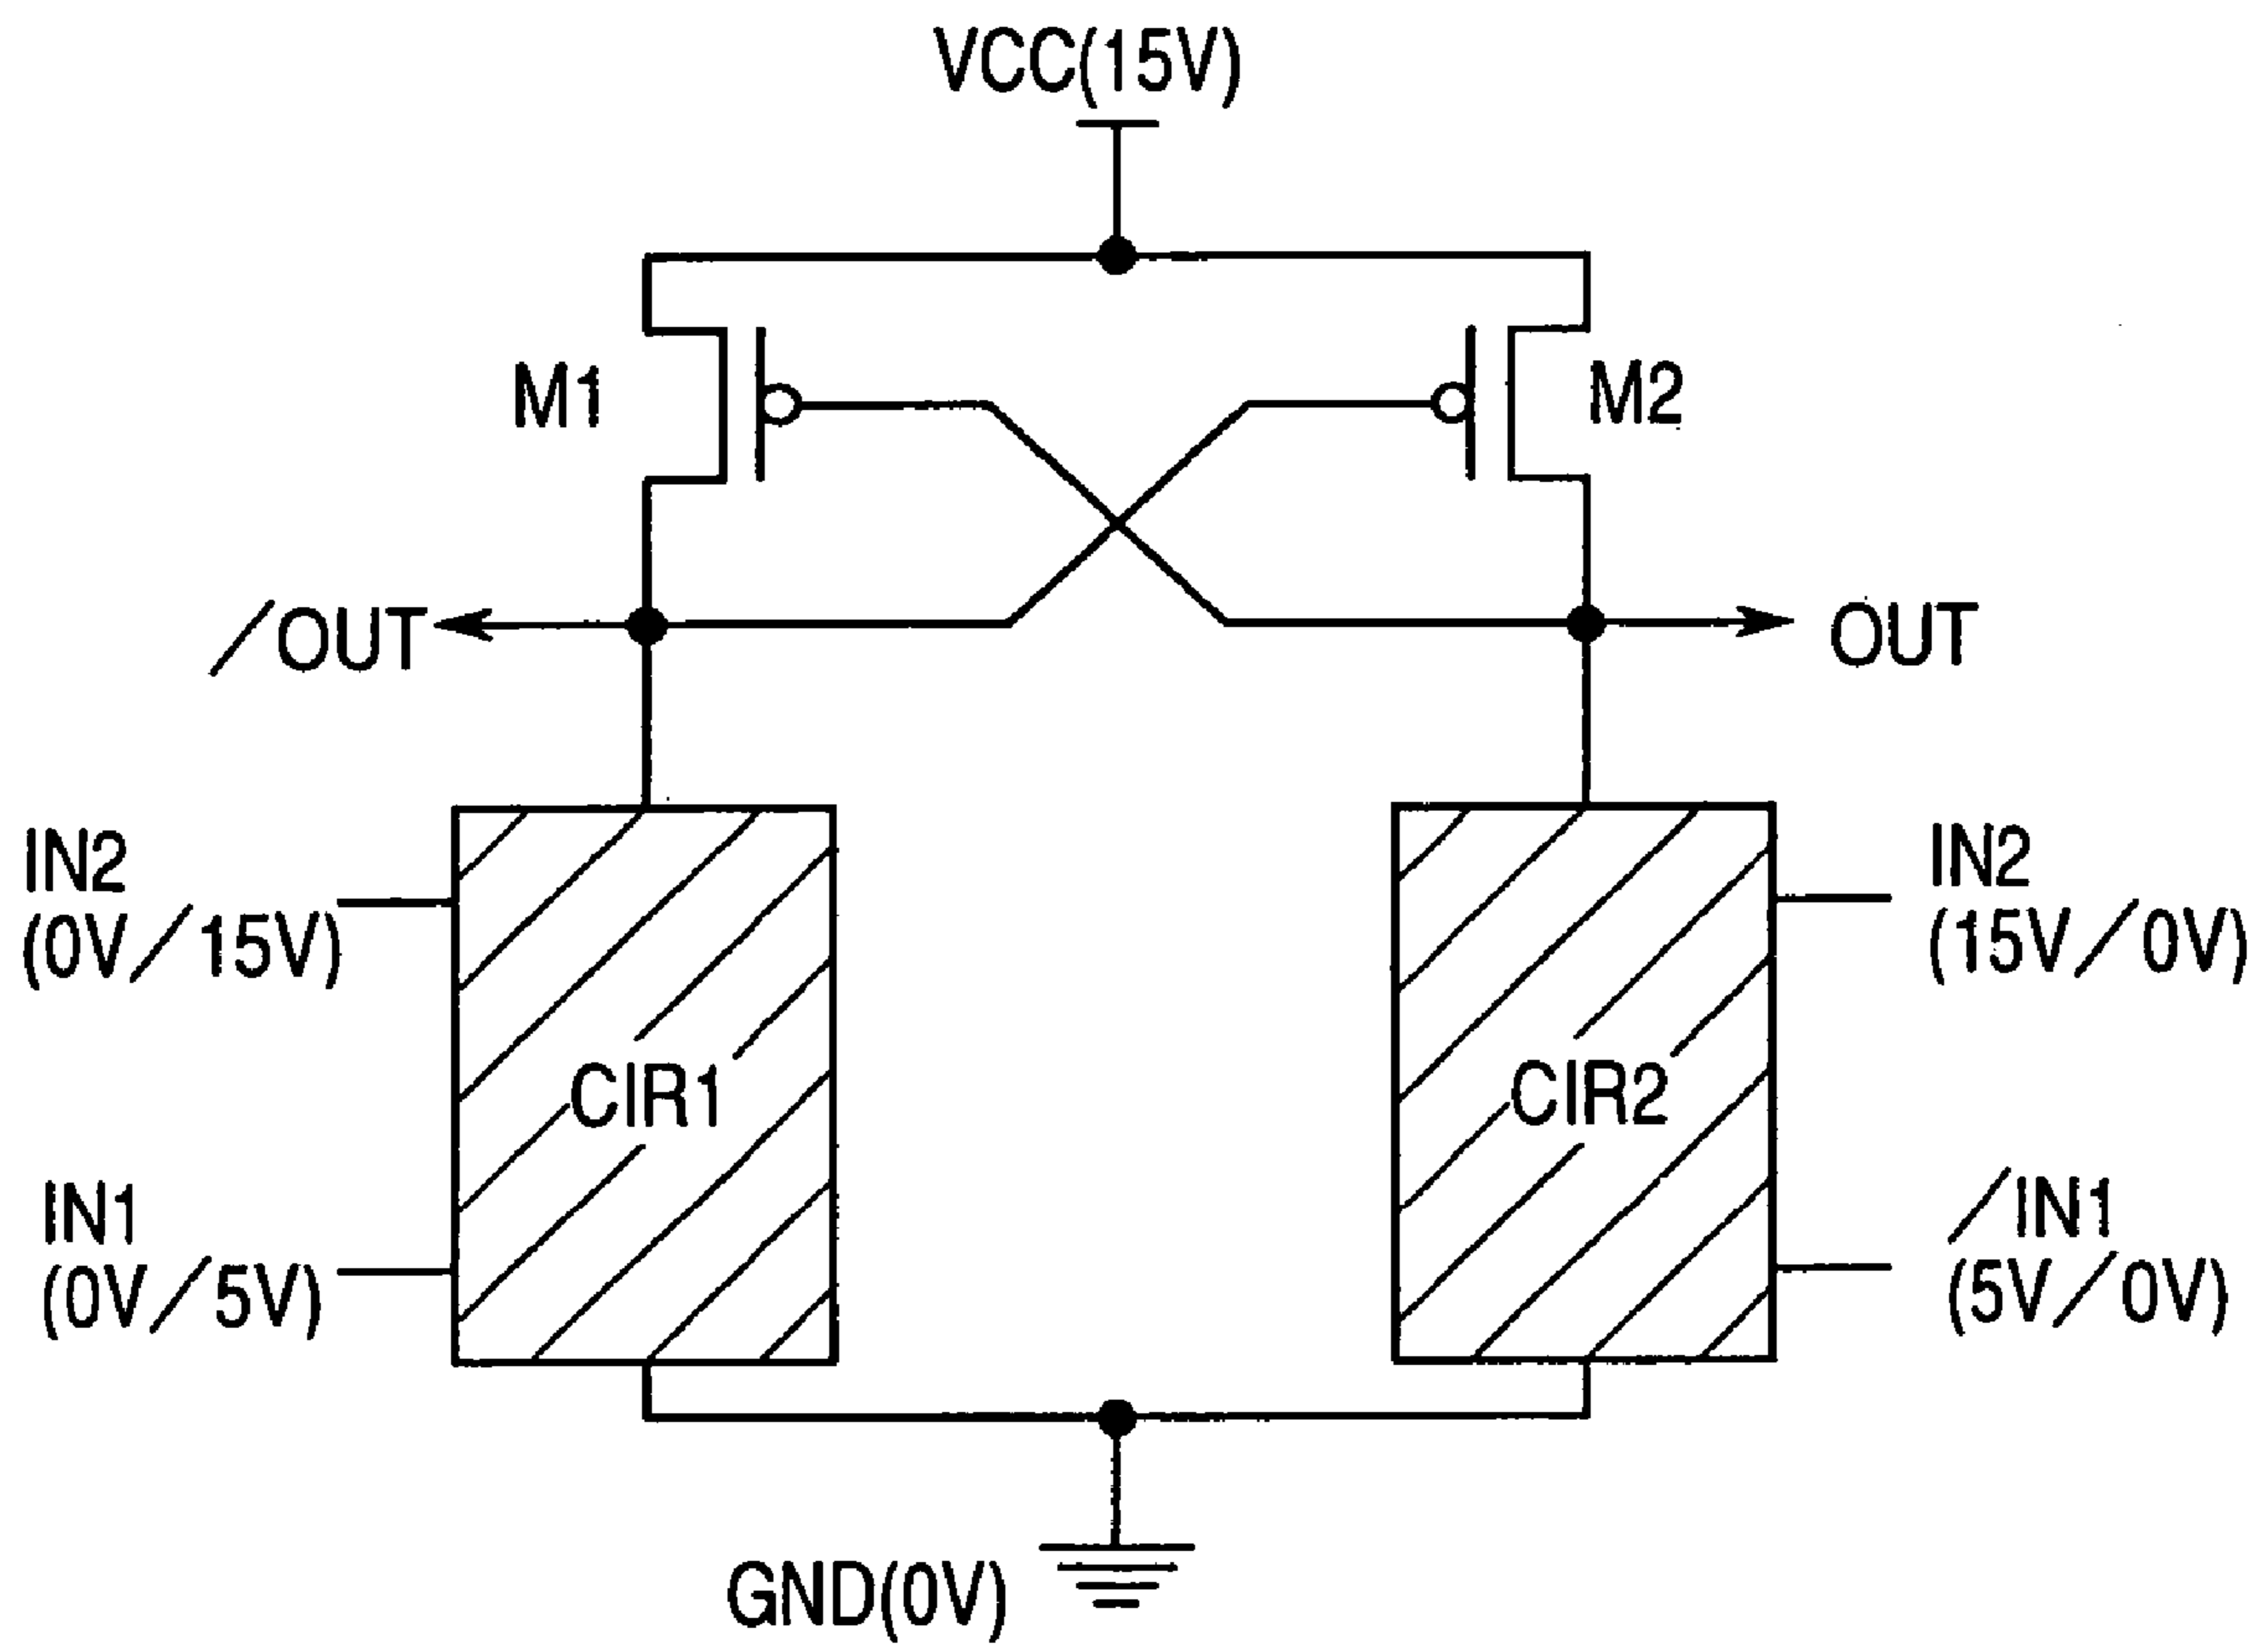 VCC(15V)
M1
M2
/OUT
OUT
IN2
(0V/15V)
IN2
(15V/0V)
CIR1
CIR2
IN1
(0V/5V)
/IN1
(5V/0V)
GND(0V)